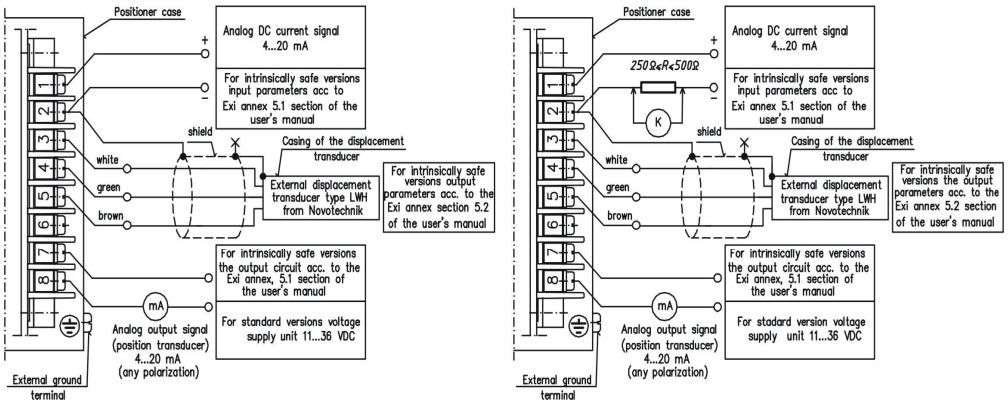 Positioner case
+
−
Analog DC current signal
4...20 mA
For intrinsically safe versions
input parameters acc to
Exi annex 5.1 section of the
user's manual
1
2
3
4
5
6
7
8
shield
Casing of the displacement
transducer
white
green
brown
External displacement
transducer type LWH
from Novotechnik
For intrinsically safe
versions output
parameters acc. to the
Exi annex section 5.2
of the user's manual
For intrinsically safe versions
the output circuit acc. to the
Exi annex, 5.1 section of
the user's manual
For standard versions voltage
supply unit 11...36 VDC
mA
Analog output signal
(position transducer)
4...20 mA
(any polarization)
External ground
terminal
Positioner case
+
−
Analog DC current signal
4...20 mA
250Ω≤R≤500Ω
K
For intrinsically safe versions
input parameters acc to
Exi annex 5.1 section of the
user's manual
1
2
3
4
5
6
7
8
shield
Casing of the displacement
transducer
white
green
brown
External displacement
transducer type LWH
from Novotechnik
For intrinsically safe
versions the output
parameters acc. to the
Exi annex 5.2 section
of the user's manual
For intrinsically safe versions
the output circuit acc. to the
Exi annex, 5.1 section of
the user's manual
For stadard version voltage
supply unit 11...36 VDC
mA
Analog output signal
(position transducer)
4...20 mA
(any polarization)
External ground
terminal